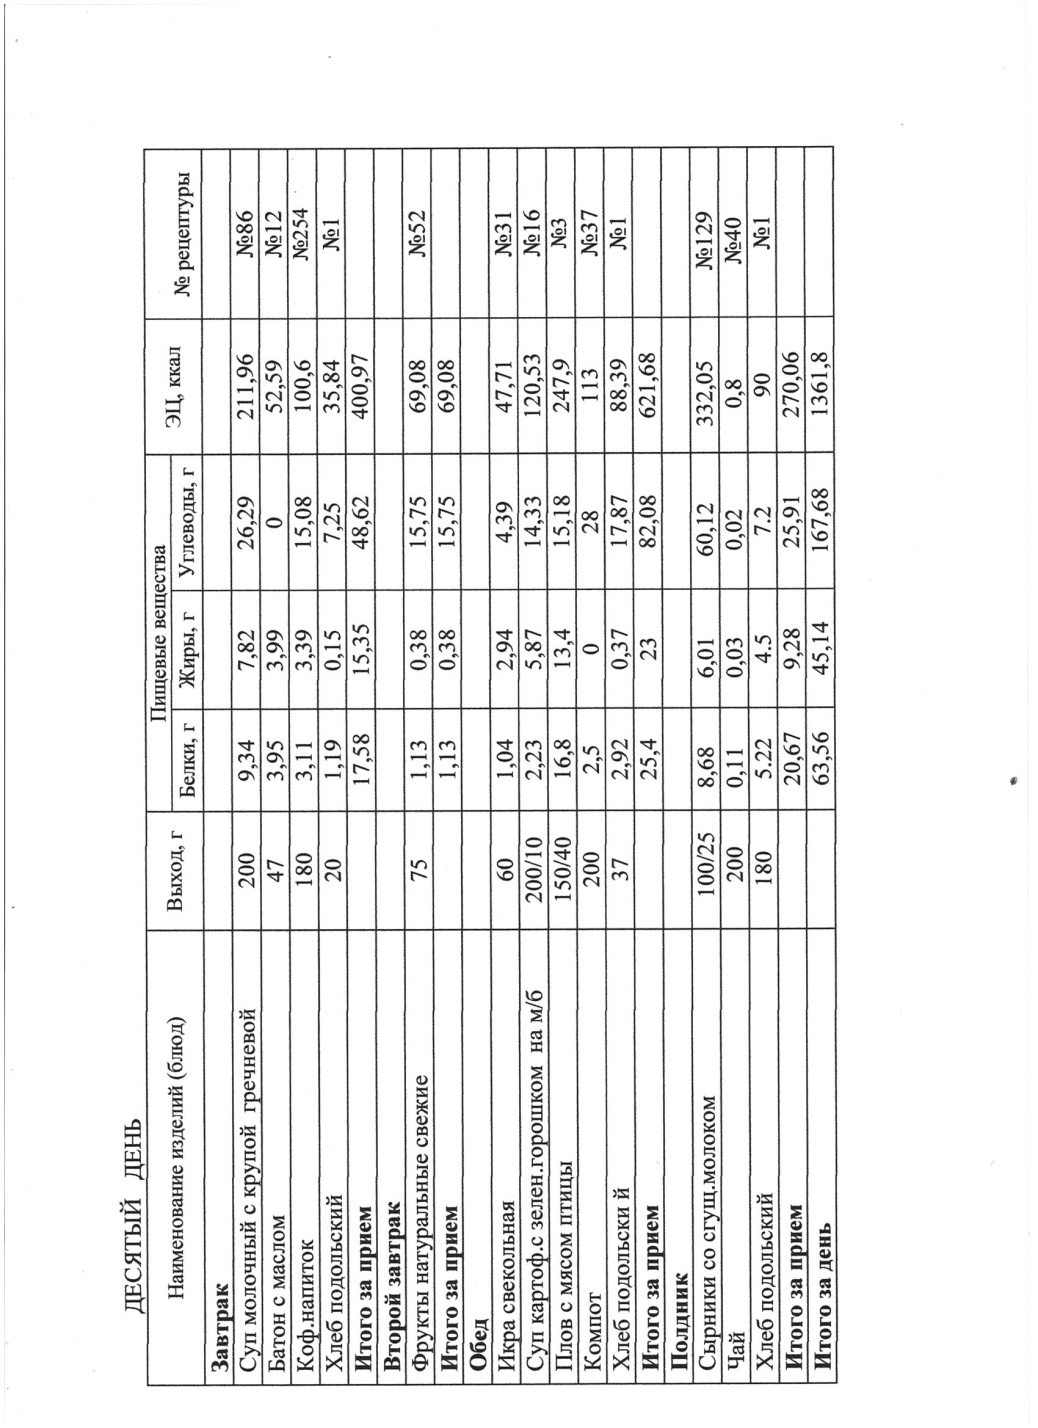 ДЕСЯТЫЙ ДЕНЬ
Наименование изделий (блюд) Выход, г Пищевые вещества ЭЦ, ккал № рецептуры
Белки, г Жиры, г Углеводы, г
Завтрак
Суп молочный с крупой гречневой 200 9,34 7,82 26,29 211,96 №86
Батон с маслом 47 3,95 3,99 0 52,59 №12
Коф.напиток 180 3,11 3,39 15,08 100,6 №254
Хлеб подольский 20 1,19 0,15 7,25 35,84 №1
Итого за прием 17,58 15,35 48,62 400,97
Второй завтрак
Фрукты натуральные свежие 75 1,13 0,38 15,75 69,08 №52
Итого за прием 1,13 0,38 15,75 69,08
Обед
Икра свекольная 60 1,04 2,94 4,39 47,71 №31
Суп картоф.с зелен.горошком на м/б 200/10 2,23 5,87 14,33 120,53 №16
Плов с мясом птицы 150/40 16,8 13,4 15,18 247,9 №3
Компот 200 2,5 0 28 113 №37
Хлеб подольски й 37 2,92 0,37 17,87 88,39 №1
Итого за прием 25,4 23 82,08 621,68
Полдник
Сырники со сгущ.молоком 100/25 8,68 6,01 60,12 332,05 №129
Чай 200 0,11 0,03 0,02 0,8 №40
Хлеб подольский 180 5.22 4.5 7.2 90 №1
Итого за прием 20,67 9,28 25,91 270,06
Итого за день 63,56 45,14 167,68 1361,8